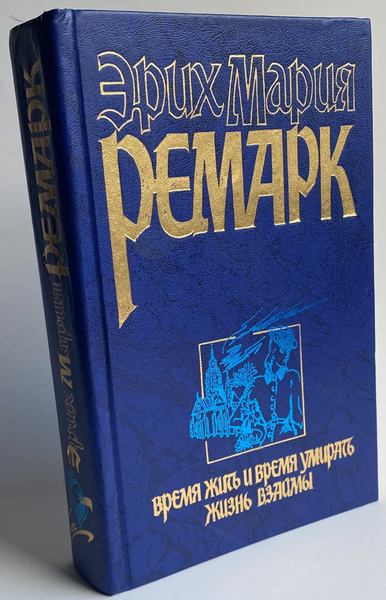 Эрих Мария
РЕМАРК
ВРЕМЯ ЖИТЬ И ВРЕМЯ УМИРАТЬ
ЖИЗНЬ ВЗАЙМЫ
Эрих Мария РЕМАРК